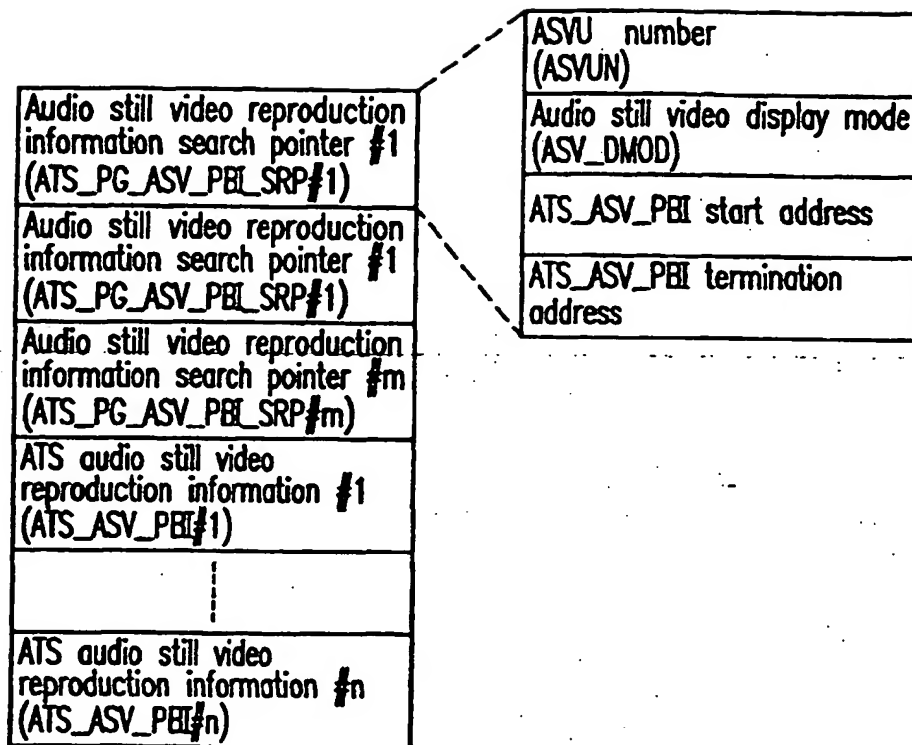 Audio still video reproduction
information search pointer #1
(ATS_PG_ASV_PBI_SRP#1)
Audio still video reproduction
information search pointer #1
(ATS_PG_ASV_PBI_SRP#1)
Audio still video reproduction
information search pointer #m
(ATS_PG_ASV_PBI_SRP#m)
ATS audio still video
reproduction information #1
(ATS_ASV_PBI#1)
ATS audio still video
reproduction information #n
(ATS_ASV_PBI#n)
ASVU number
(ASVUN)
Audio still video display mode
(ASV_DMOD)
ATS_ASV_PBI start address
ATS_ASV_PBI termination
address